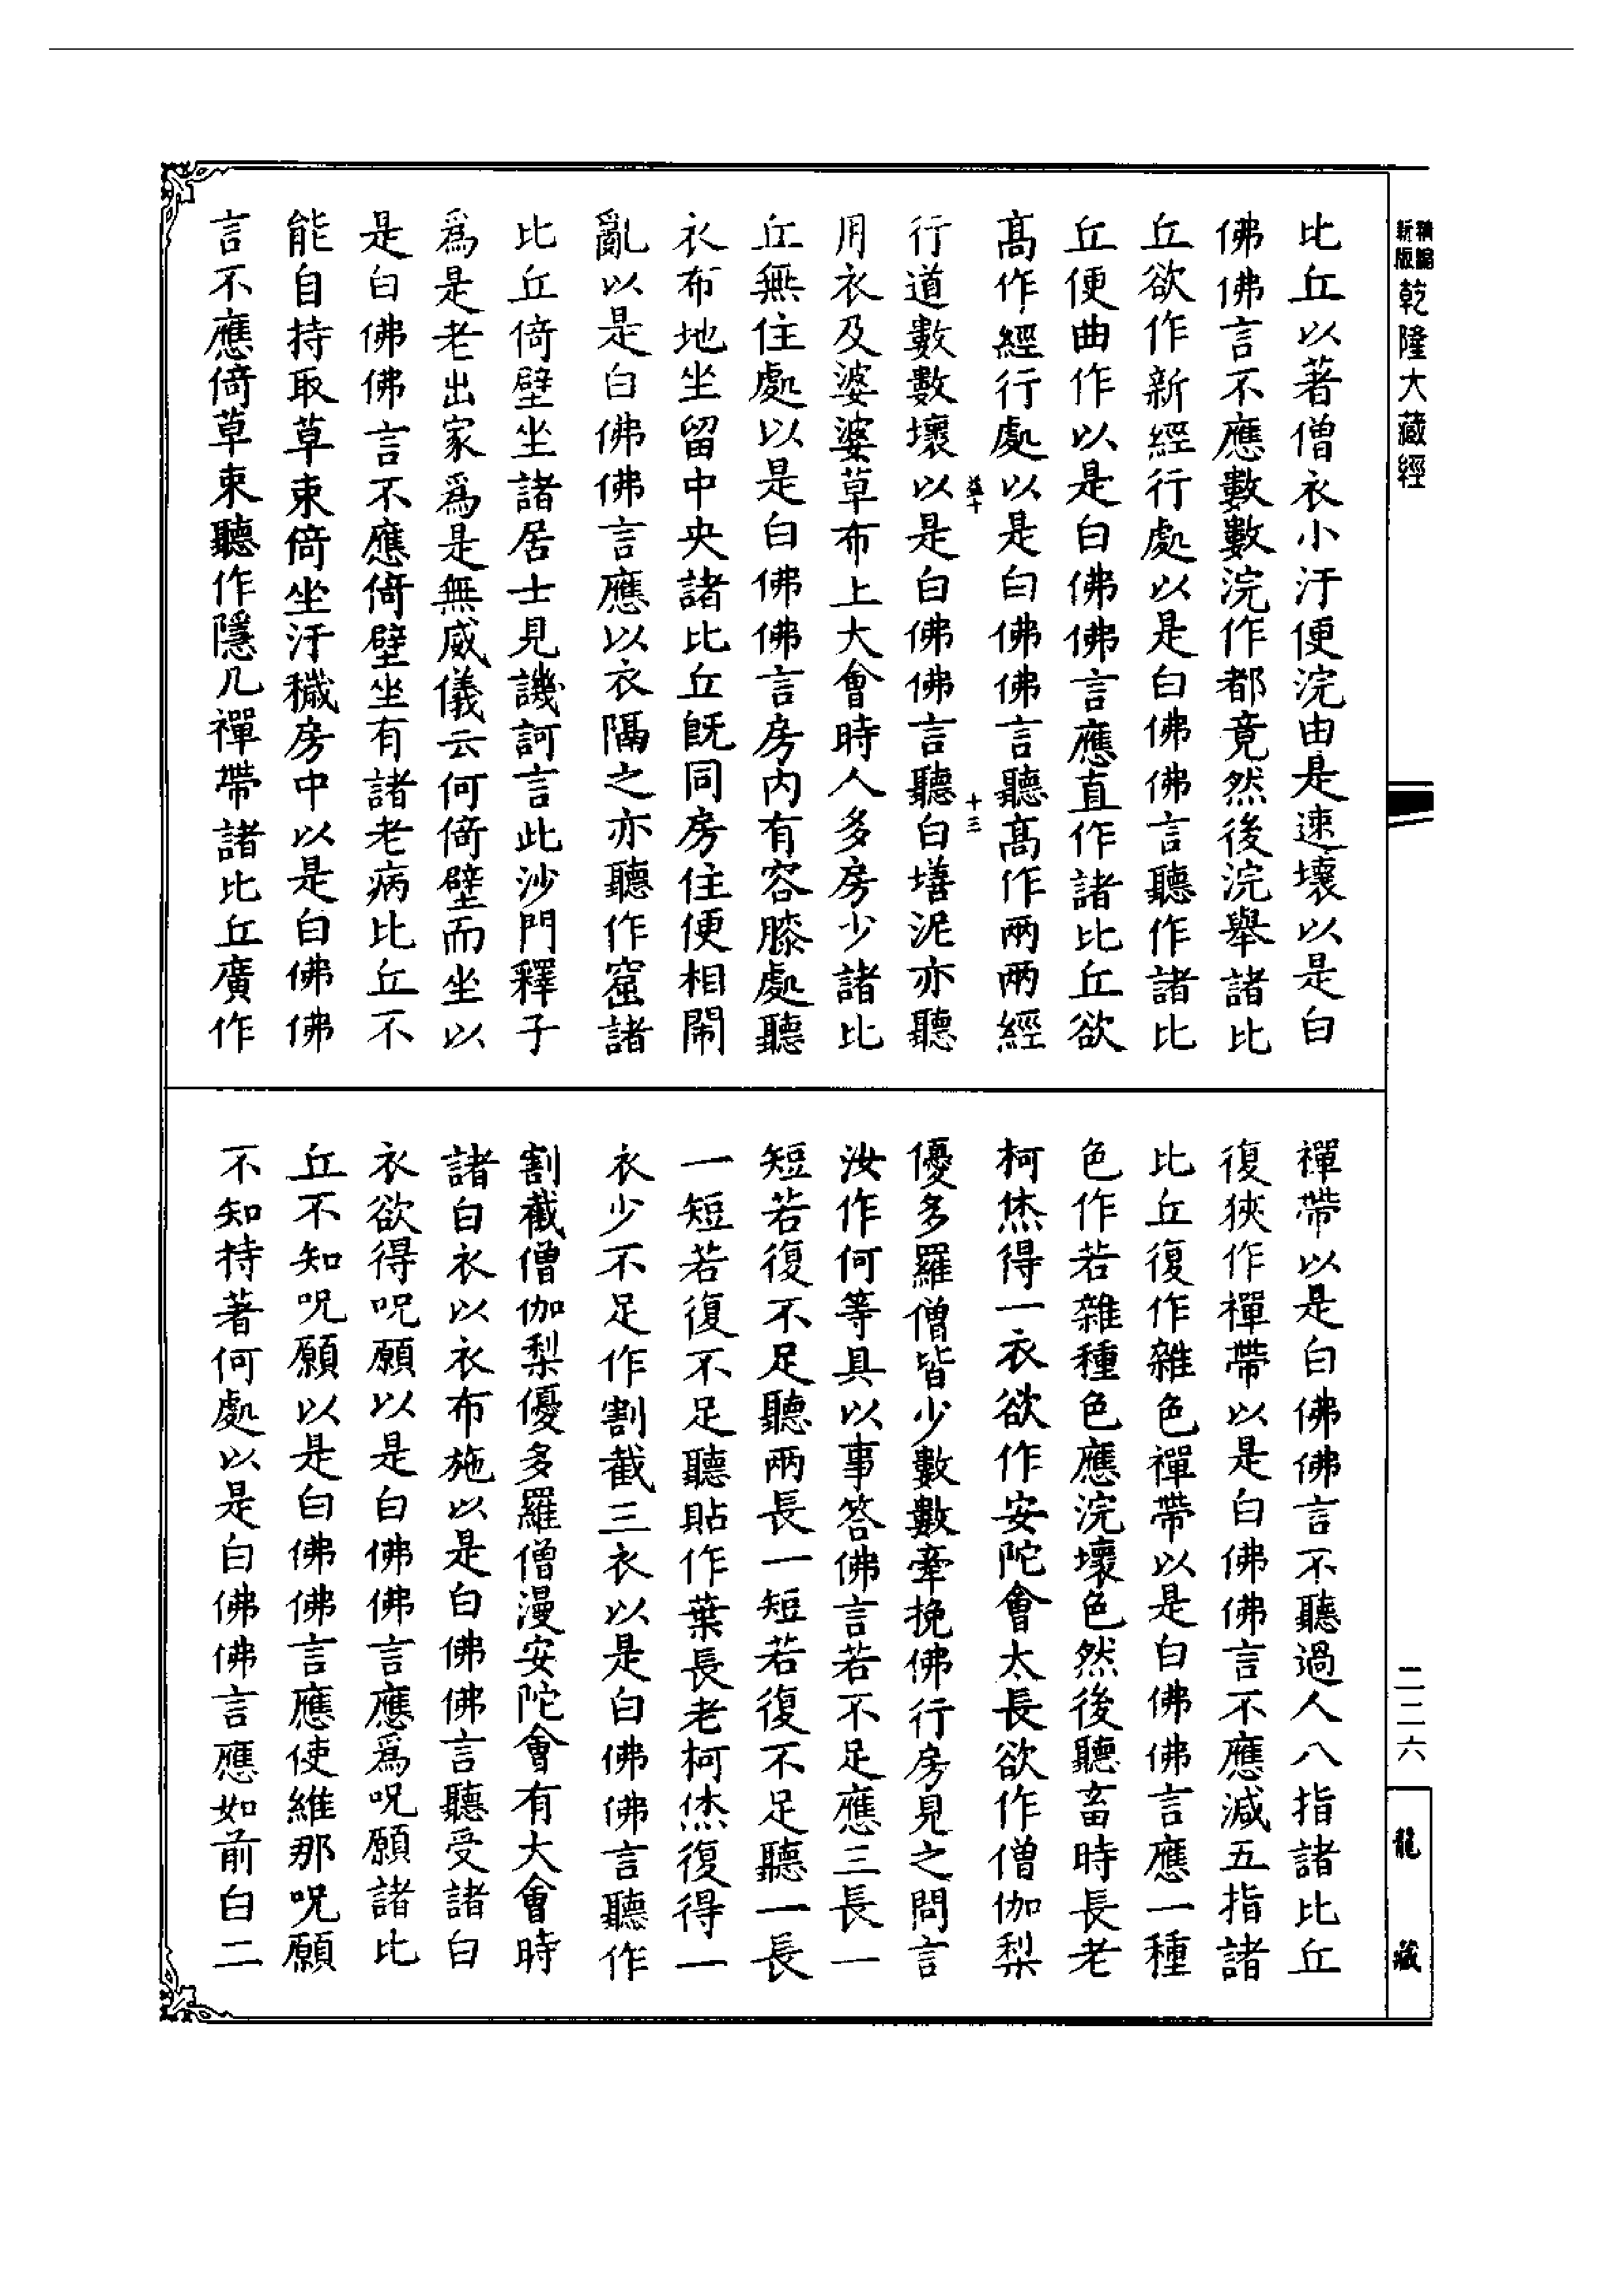 精編
新版
乾隆大藏經
比丘以著僧衣小汙便浣由是速壞以是白
佛佛言不應數數浣作都竟然後浣舉諸比
丘欲作新經行處以是白佛佛言聽作諸比
丘便曲作以是白佛佛言應直作諸比丘欲
髙作經行處以是白佛佛言聽髙作兩兩經
益十
十三
行道數數壞以是白佛佛言聽白墡泥亦聽
用衣及婆婆草布上大會時人多房少諸比
丘無住處以是白佛佛言房內有容膝處聽
衣布地坐留中央諸比丘旣同房住便相鬧
亂以是白佛佛言應以衣隔之亦聽作窟諸
比丘倚壁坐諸居士見譏訶言此沙門釋子
爲是老出家爲是無威儀云何倚壁而坐以
是白佛佛言不應倚壁坐有諸老病比丘不
能自持取草束倚坐汙穢房中以是白佛佛
言不應倚草束聽作隱几禪帶諸比丘廣作
禪帶以是白佛佛言不聽過人八指諸比丘
復狹作禪帶以是白佛佛言不應減五指諸
比丘復作雜色禪帶以是白佛佛言應一種
色作若雜種色應浣壞色然後聽畜時長老
柯烋得一衣欲作安陀會太長欲作僧伽梨
優多羅僧皆少數數牽挽佛行房見之問言
汝作何等具以事答佛言若不足應三長一
短若復不足聽兩長一短若復不足聽一長
一短若復不足聽貼作葉長老柯烋復得一
衣少不足作割截三衣以是白佛佛言聽作
割截僧伽梨優多羅僧漫安陀會有大會時
諸白衣以衣布施以是白佛佛言聽受諸白
衣欲得呪願以是白佛佛言應爲呪願諸比
丘不知呪願以是白佛佛言應使維那呪願
不知持著何處以是白佛佛言應如前白二
二二六
龍藏